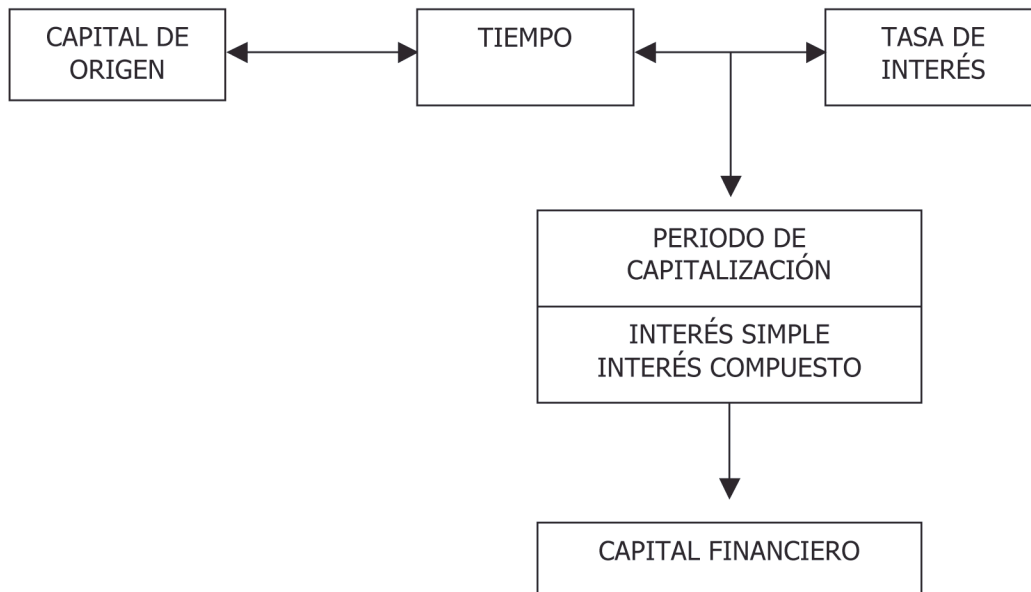 CAPITAL DE
ORIGEN
TIEMPO
TASA DE
INTERÉS
PERIODO DE
CAPITALIZACIÓN
INTERÉS SIMPLE
INTERÉS COMPUESTO
CAPITAL FINANCIERO